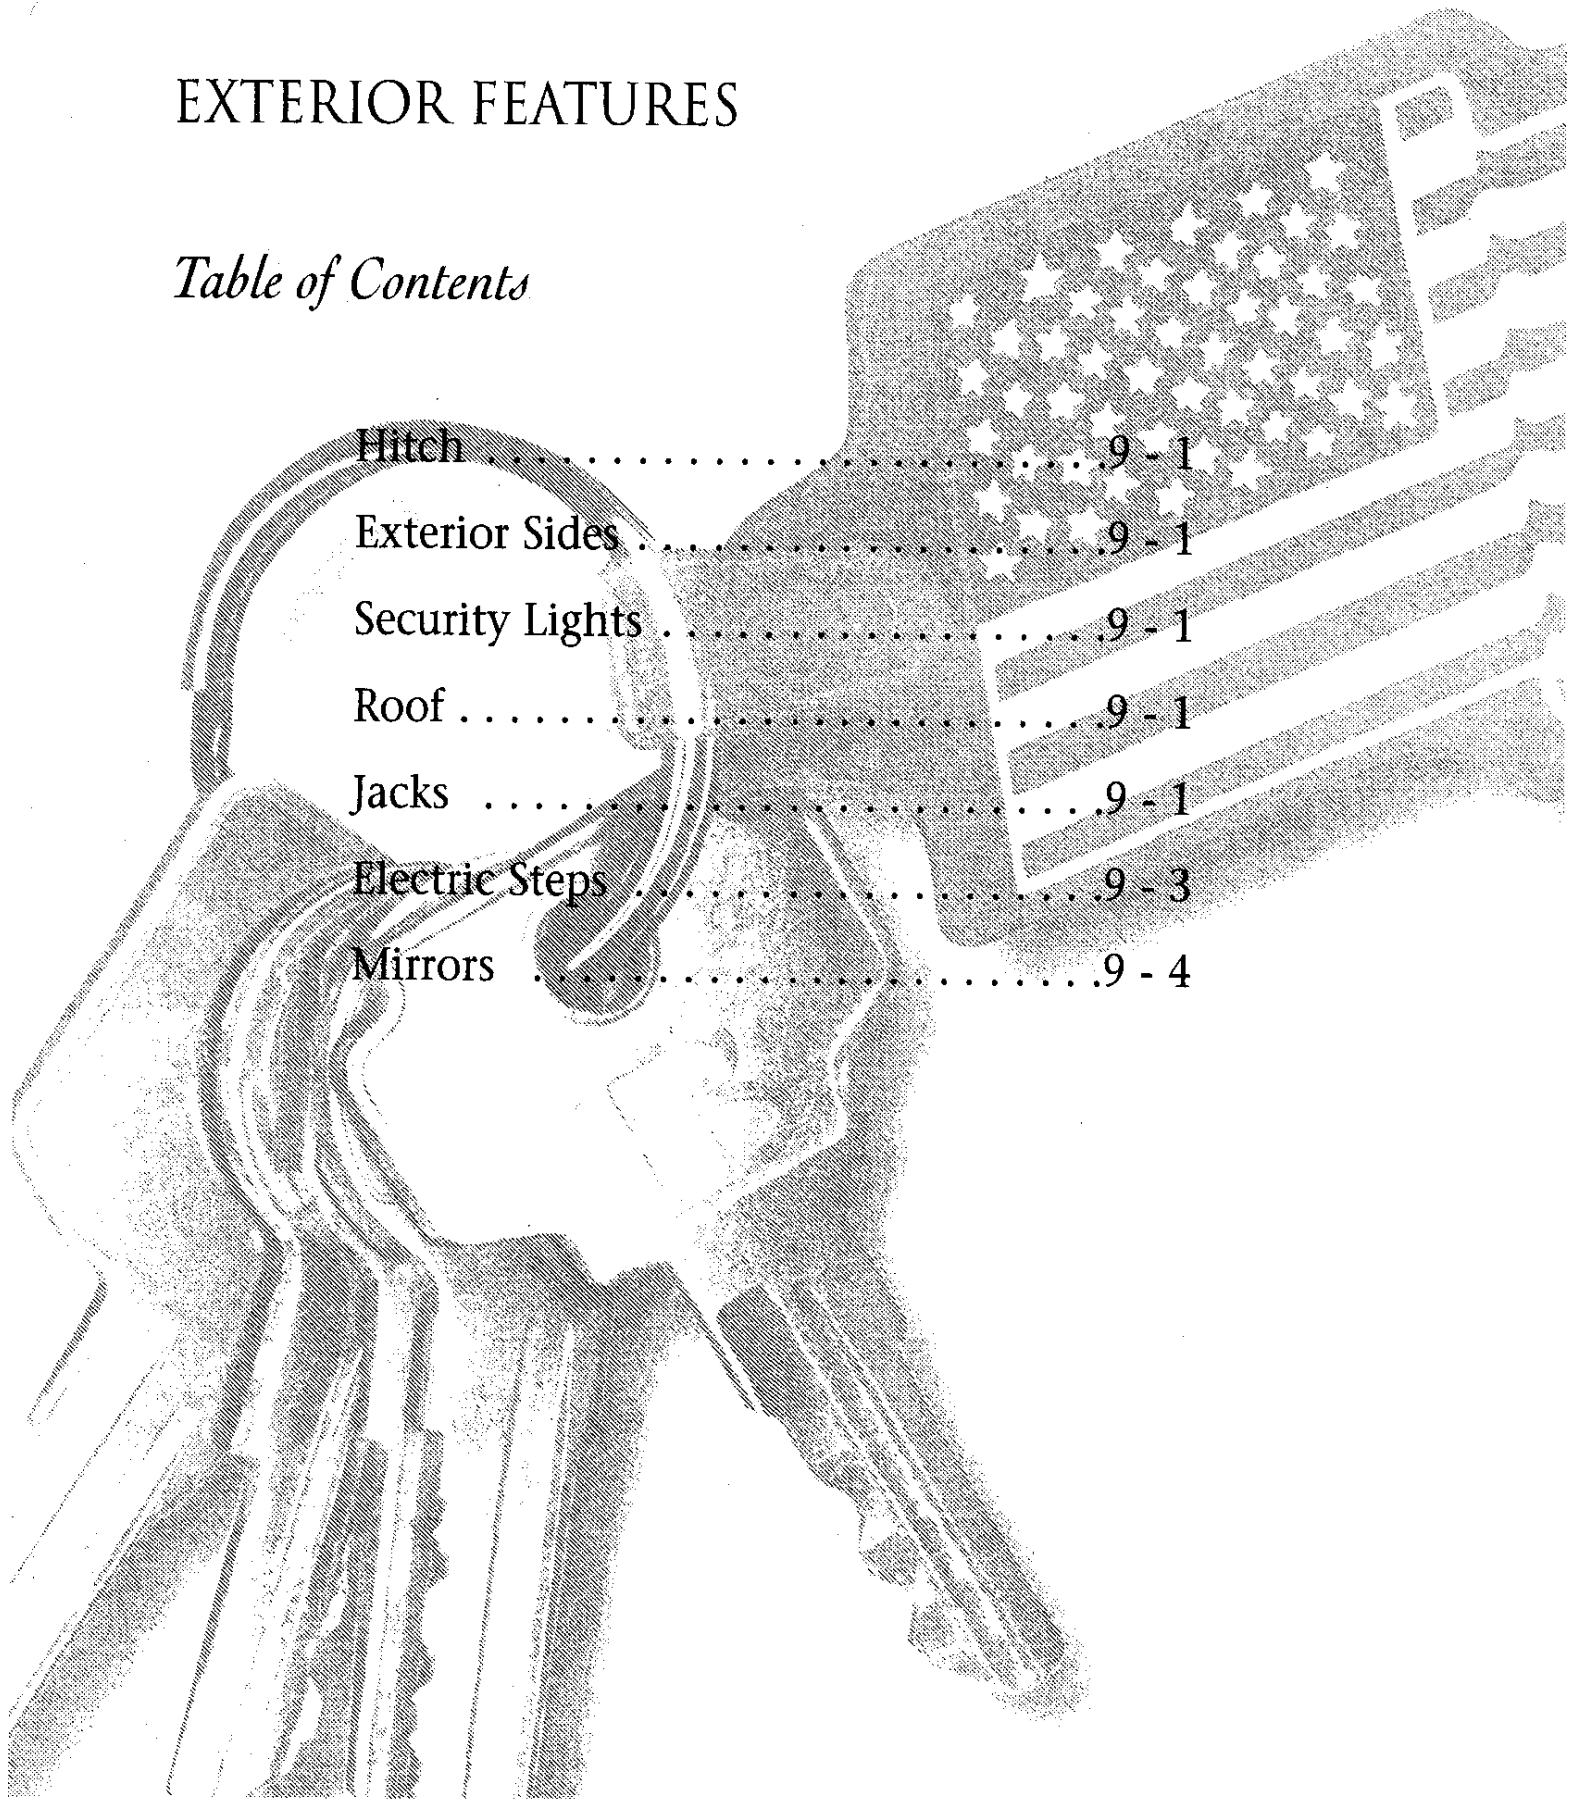 EXTERIOR FEATURES
Table of Contents
Hitch . . . . . . . . . . . . . . . . . . . . . . . .9 - 1
Exterior Sides . . . . . . . . . . . . . . . . . .9 - 1
Security Lights . . . . . . . . . . . . . . . . . .9 - 1
Roof . . . . . . . . . . . . . . . . . . . . . . . . . .9 - 1
Jacks . . . . . . . . . . . . . . . . . . . . . . . . .9 - 1
Electric Steps . . . . . . . . . . . . . . . . . . .9 - 3
Mirrors . . . . . . . . . . . . . . . . . . . . . . .9 - 4